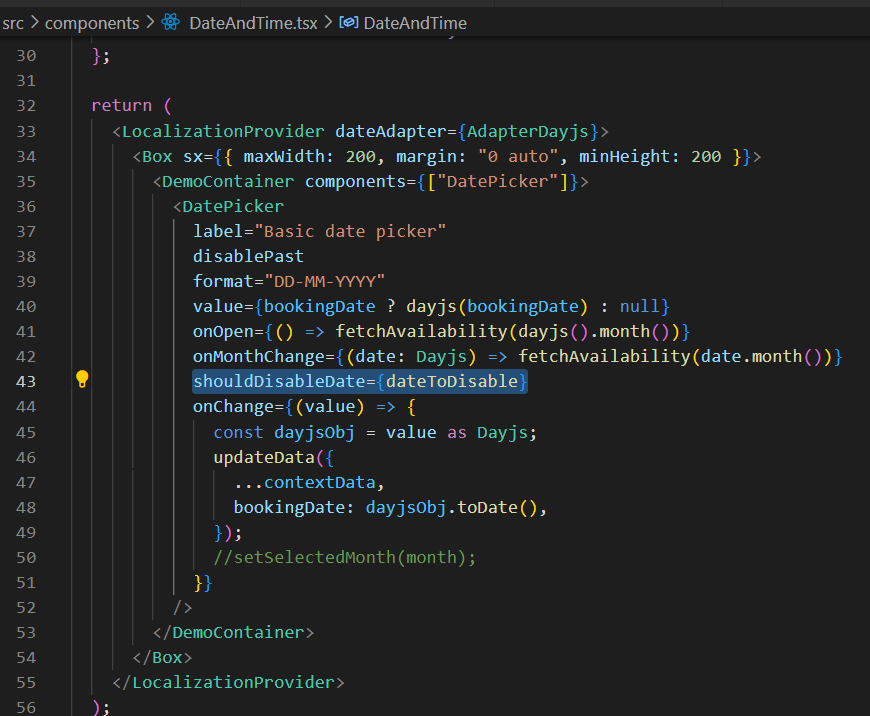 src > components > DateAndTime.tsx > DateAndTime
30 };
31
32 return (
33 <LocalizationProvider dateAdapter={AdapterDayjs}>
34 <Box sx={{ maxWidth: 200, margin: "0 auto", minHeight: 200 }}>
35 <DemoContainer components={["DatePicker"]}>
36 <DatePicker
37 label="Basic date picker"
38 disablePast
39 format="DD-MM-YYYY"
40 value={bookingDate ? dayjs(bookingDate) : null}
41 onOpen={() => fetchAvailability(dayjs().month())}
42 onMonthChange={(date: Dayjs) => fetchAvailability(date.month())}
43 shouldDisableDate={dateToDisable}
44 onChange={(value) => {
45 const dayjsObj = value as Dayjs;
46 updateData({
47 ...contextData,
48 bookingDate: dayjsObj.toDate(),
49 });
50 //setSelectedMonth(month);
51 }}
52 />
53 </DemoContainer>
54 </Box>
55 </LocalizationProvider>
56 );